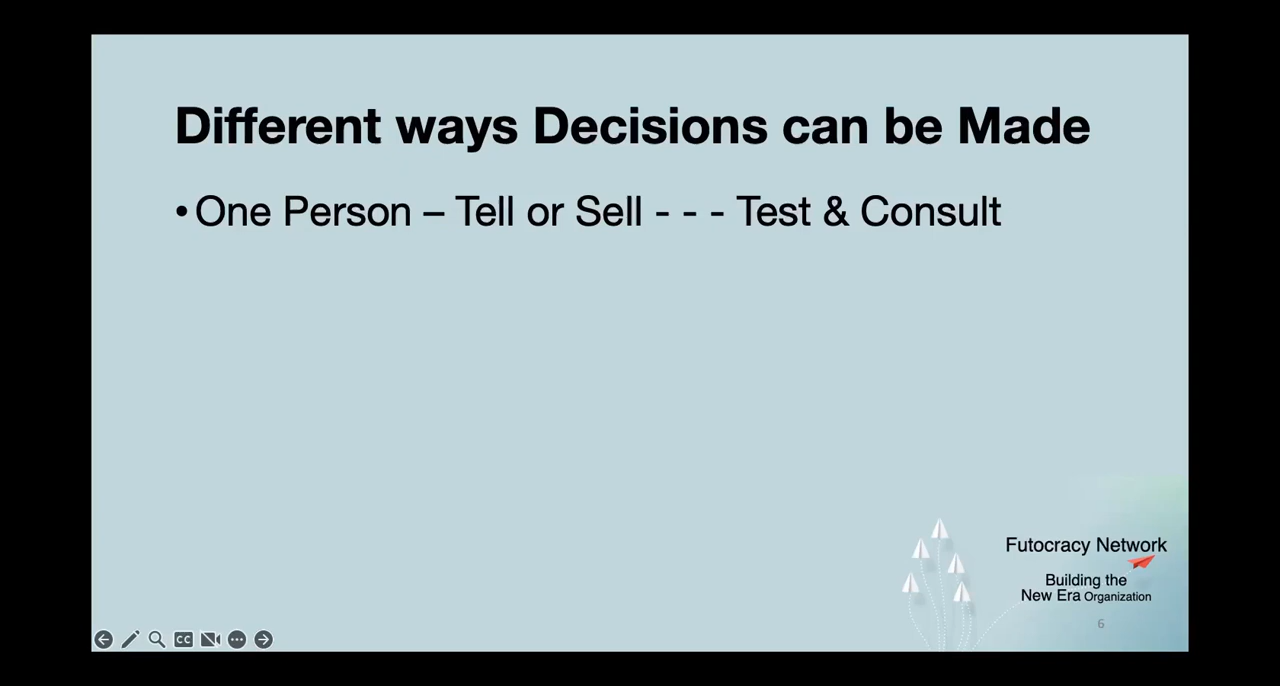 Different ways Decisions can be Made
• One Person – Tell or Sell - - - Test & Consult
Futocracy Network
Building the
New Era Organization
6
CC